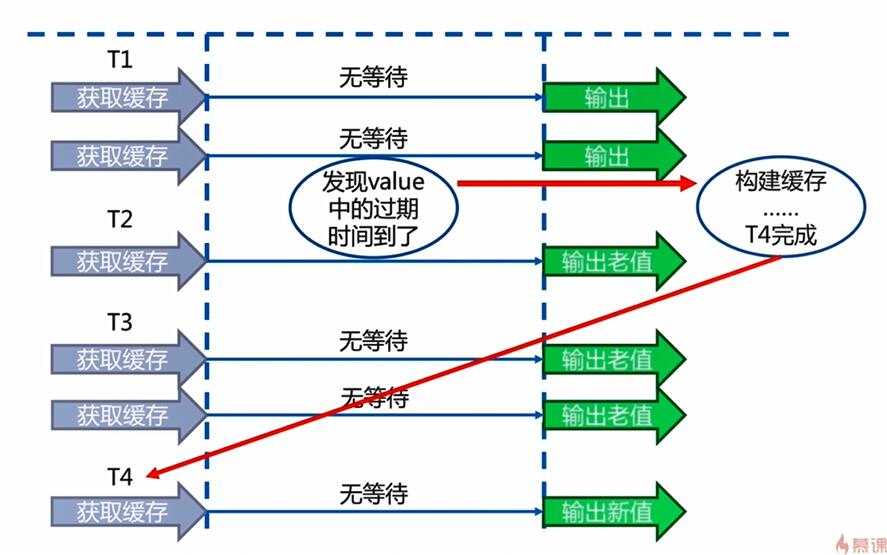 T1
无等待
获取缓存
输出
无等待
获取缓存
输出
发现value
中的过期
时间到了
构建缓存
......
T4完成
T2
获取缓存
输出老值
T3
无等待
获取缓存
输出老值
无等待
获取缓存
输出老值
T4
无等待
获取缓存
输出新值
慕课